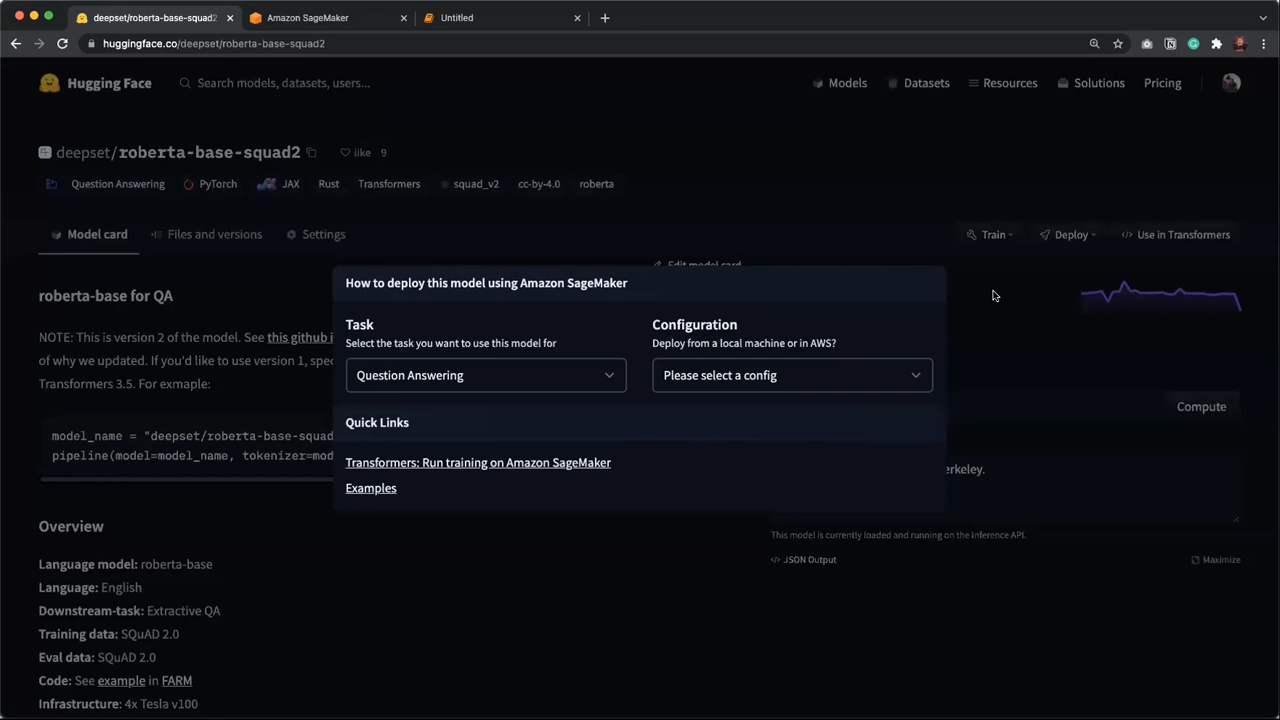 deepset/roberta-base-squad2
Amazon SageMaker
Untitled
huggingface.co/deepset/roberta-base-squad2
Hugging Face
Search models, datasets, users...
Models
Datasets
Resources
Solutions
Pricing
deepset/roberta-base-squad2
like 9
Question Answering
PyTorch
JAX
Rust
Transformers
squad_v2
cc-by-4.0
roberta
Model card
Files and versions
Settings
Train
Deploy
</> Use in Transformers
Edit model card
How to deploy this model using Amazon SageMaker
Task
Select the task you want to use this model for
Question Answering
Configuration
Deploy from a local machine or in AWS?
Please select a config
Quick Links
Transformers: Run training on Amazon SageMaker
Examples
roberta-base for QA
NOTE: This is version 2 of the model. See this github i
of why we updated. If you'd like to use version 1, spec
Transformers 3.5. For exmaple:
model_name = "deepset/roberta-base-squad
pipeline(model=model_name, tokenizer=mod
Compute
erkeley.
This model is currently loaded and running on the Inference API.
</> JSON Output
Maximize
Overview
Language model: roberta-base
Language: English
Downstream-task: Extractive QA
Training data: SQuAD 2.0
Eval data: SQuAD 2.0
Code: See example in FARM
Infrastructure: 4x Tesla v100